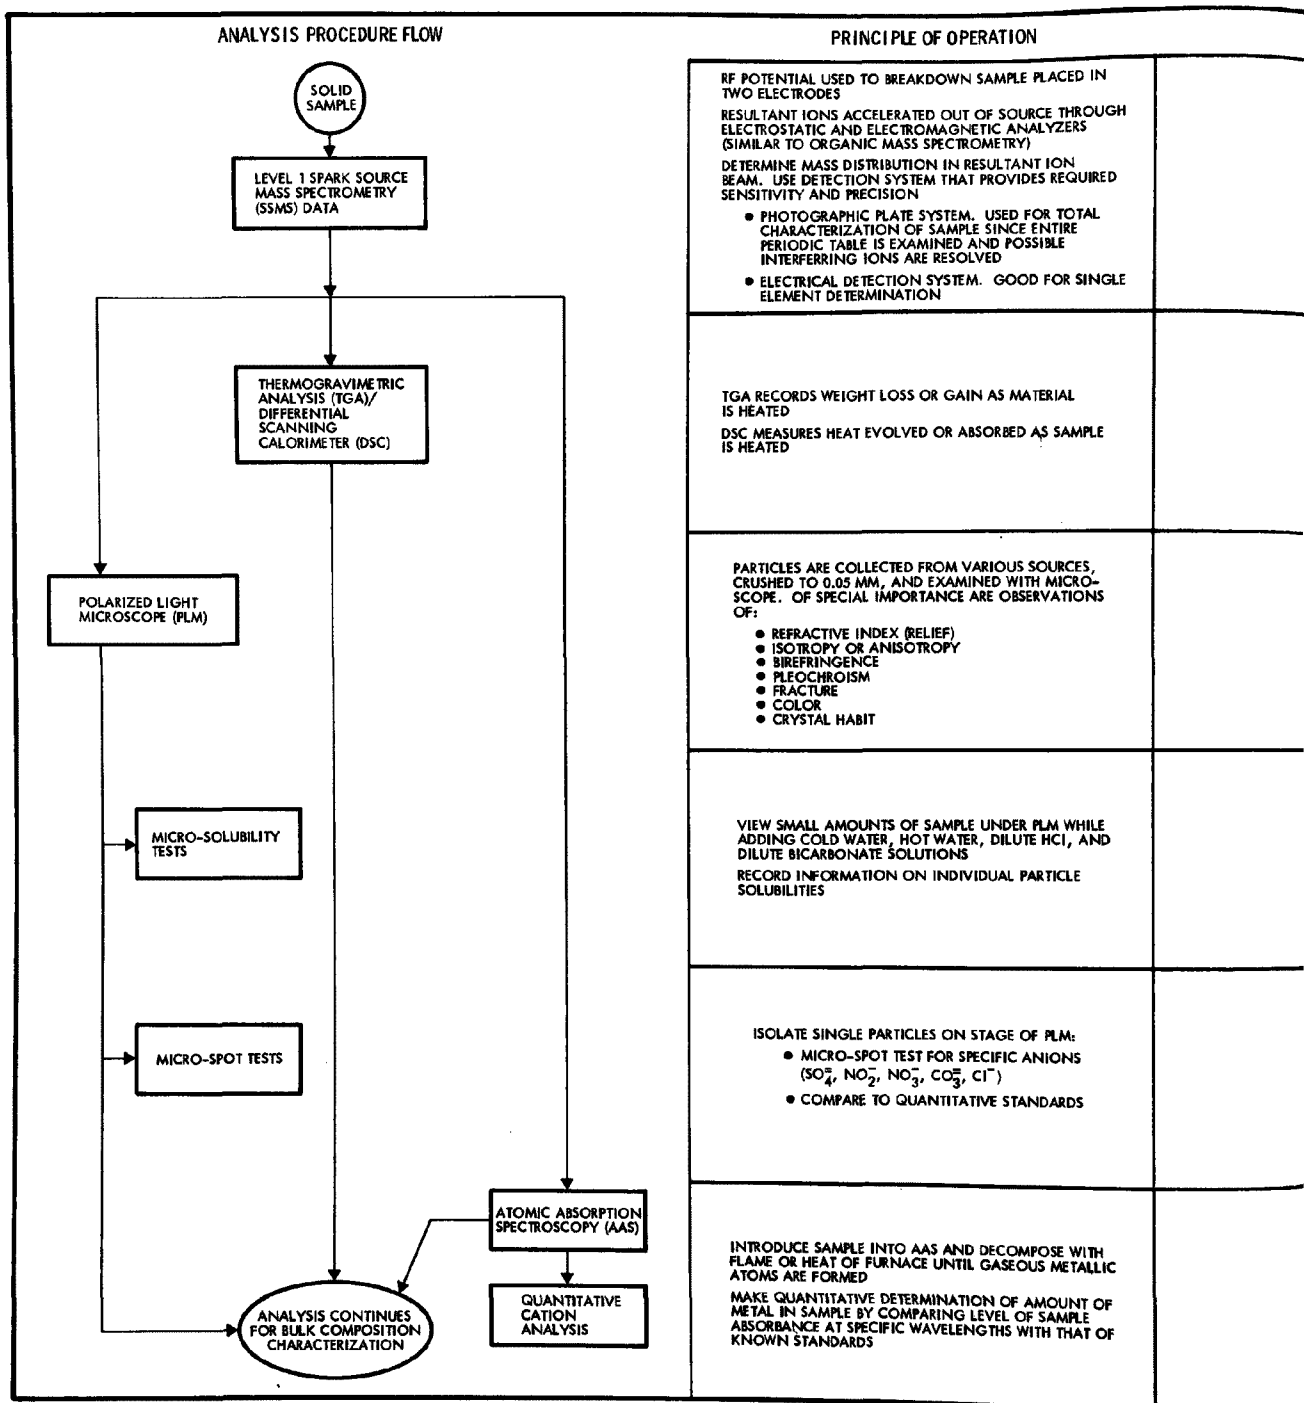 ANALYSIS PROCEDURE FLOW
SOLID
SAMPLE
LEVEL 1 SPARK SOURCE
MASS SPECTROMETRY
(SSMS) DATA
THERMOGRAVIMETRIC
ANALYSIS (TGA)/
DIFFERENTIAL
SCANNING
CALORIMETER (DSC)
POLARIZED LIGHT
MICROSCOPE (PLM)
MICRO-SOLUBILITY
TESTS
MICRO-SPOT TESTS
ATOMIC ABSORPTION
SPECTROSCOPY (AAS)
QUANTITATIVE
CATION
ANALYSIS
ANALYSIS CONTINUES
FOR BULK COMPOSITION
CHARACTERIZATION
PRINCIPLE OF OPERATION
RF POTENTIAL USED TO BREAKDOWN SAMPLE PLACED IN
TWO ELECTRODES
RESULTANT IONS ACCELERATED OUT OF SOURCE THROUGH
ELECTROSTATIC AND ELECTROMAGNETIC ANALYZERS
(SIMILAR TO ORGANIC MASS SPECTROMETRY)
DETERMINE MASS DISTRIBUTION IN RESULTANT ION
BEAM. USE DETECTION SYSTEM THAT PROVIDES REQUIRED
SENSITIVITY AND PRECISION
• PHOTOGRAPHIC PLATE SYSTEM. USED FOR TOTAL
CHARACTERIZATION OF SAMPLE SINCE ENTIRE
PERIODIC TABLE IS EXAMINED AND POSSIBLE
INTERFERRING IONS ARE RESOLVED
• ELECTRICAL DETECTION SYSTEM. GOOD FOR SINGLE
ELEMENT DETERMINATION
TGA RECORDS WEIGHT LOSS OR GAIN AS MATERIAL
IS HEATED
DSC MEASURES HEAT EVOLVED OR ABSORBED AS SAMPLE
IS HEATED
PARTICLES ARE COLLECTED FROM VARIOUS SOURCES,
CRUSHED TO 0.05 MM, AND EXAMINED WITH MICRO-
SCOPE. OF SPECIAL IMPORTANCE ARE OBSERVATIONS
OF:
• REFRACTIVE INDEX (RELIEF)
• ISOTROPY OR ANISOTROPY
• BIREFRINGENCE
• PLEOCHROISM
• FRACTURE
• COLOR
• CRYSTAL HABIT
VIEW SMALL AMOUNTS OF SAMPLE UNDER PLM WHILE
ADDING COLD WATER, HOT WATER, DILUTE HCl, AND
DILUTE BICARBONATE SOLUTIONS
RECORD INFORMATION ON INDIVIDUAL PARTICLE
SOLUBILITIES
ISOLATE SINGLE PARTICLES ON STAGE OF PLM:
• MICRO-SPOT TEST FOR SPECIFIC ANIONS
(SO₄⁼, NO₂⁻, NO₃⁻, CO₃⁼, Cl⁻)
• COMPARE TO QUANTITATIVE STANDARDS
INTRODUCE SAMPLE INTO AAS AND DECOMPOSE WITH
FLAME OR HEAT OF FURNACE UNTIL GASEOUS METALLIC
ATOMS ARE FORMED
MAKE QUANTITATIVE DETERMINATION OF AMOUNT OF
METAL IN SAMPLE BY COMPARING LEVEL OF SAMPLE
ABSORBANCE AT SPECIFIC WAVELENGTHS WITH THAT OF
KNOWN STANDARDS